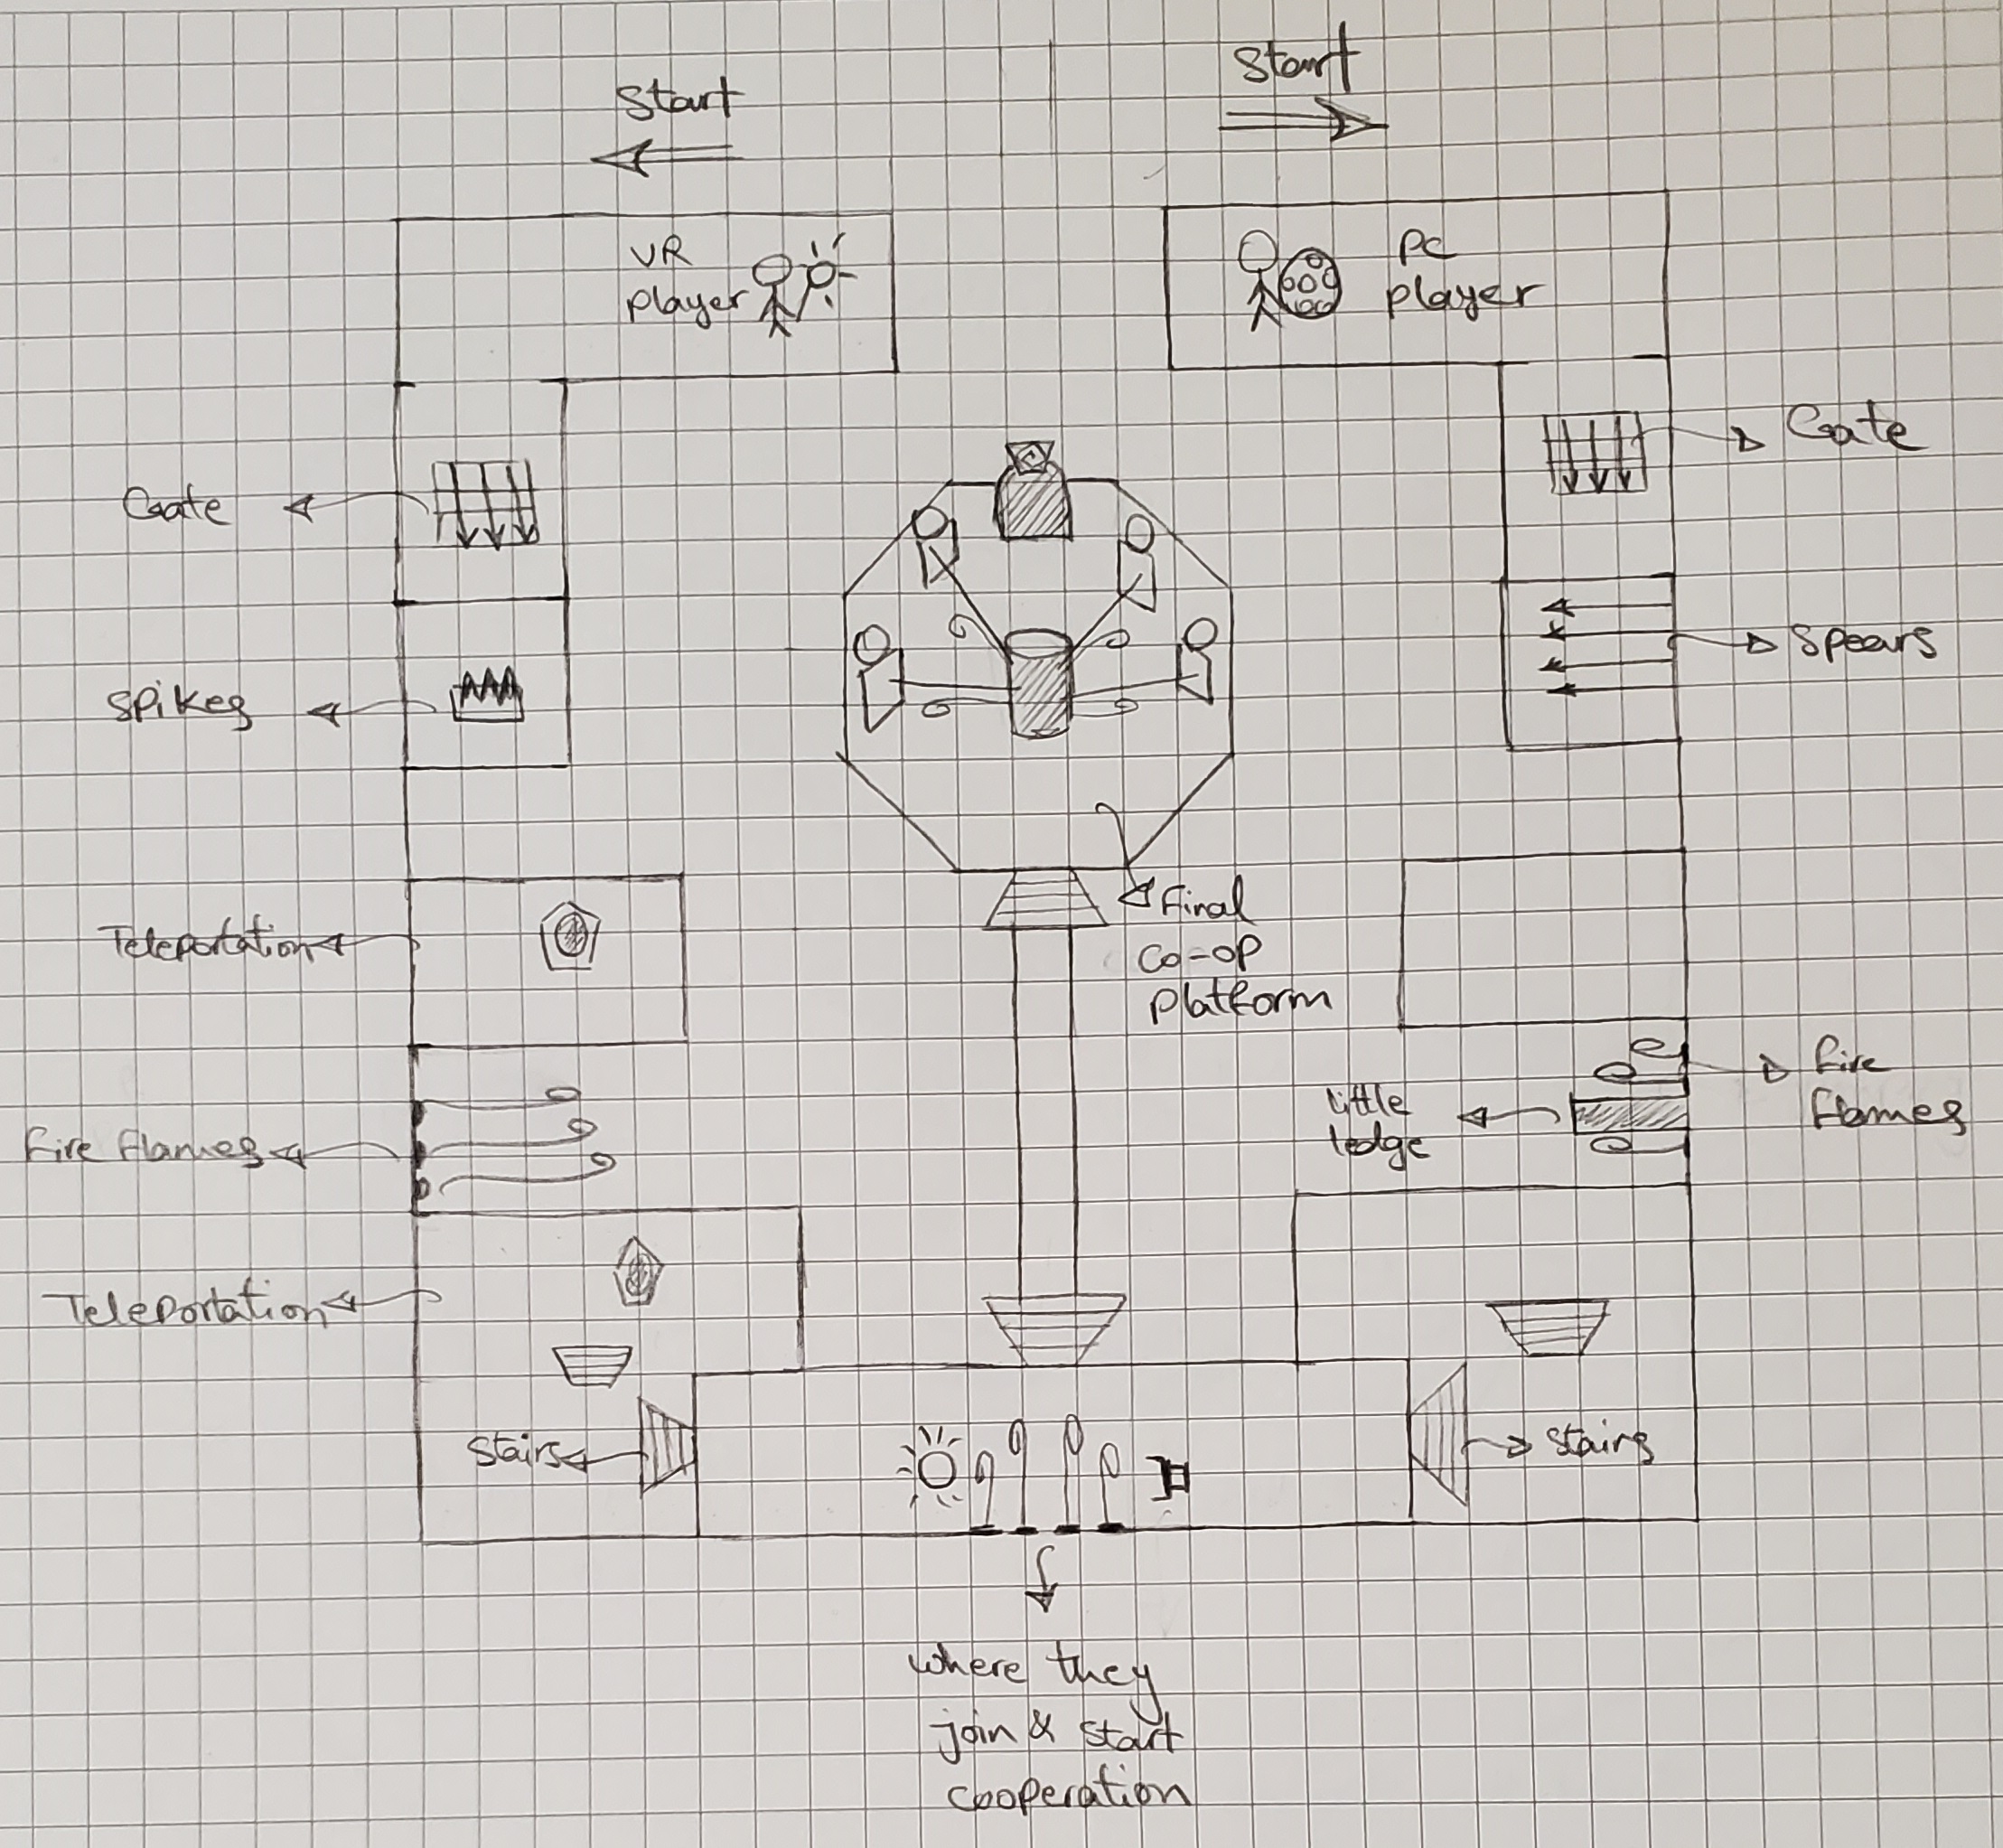 Start
Start
VR
player
PC
player
Gate
Gate
Spikes
Spears
Teleportation
Final
Co-op
Platform
Fire flames
little
ledge
fire
flames
Teleportation
Stairs
Stairs
where they
join & start
cooperation